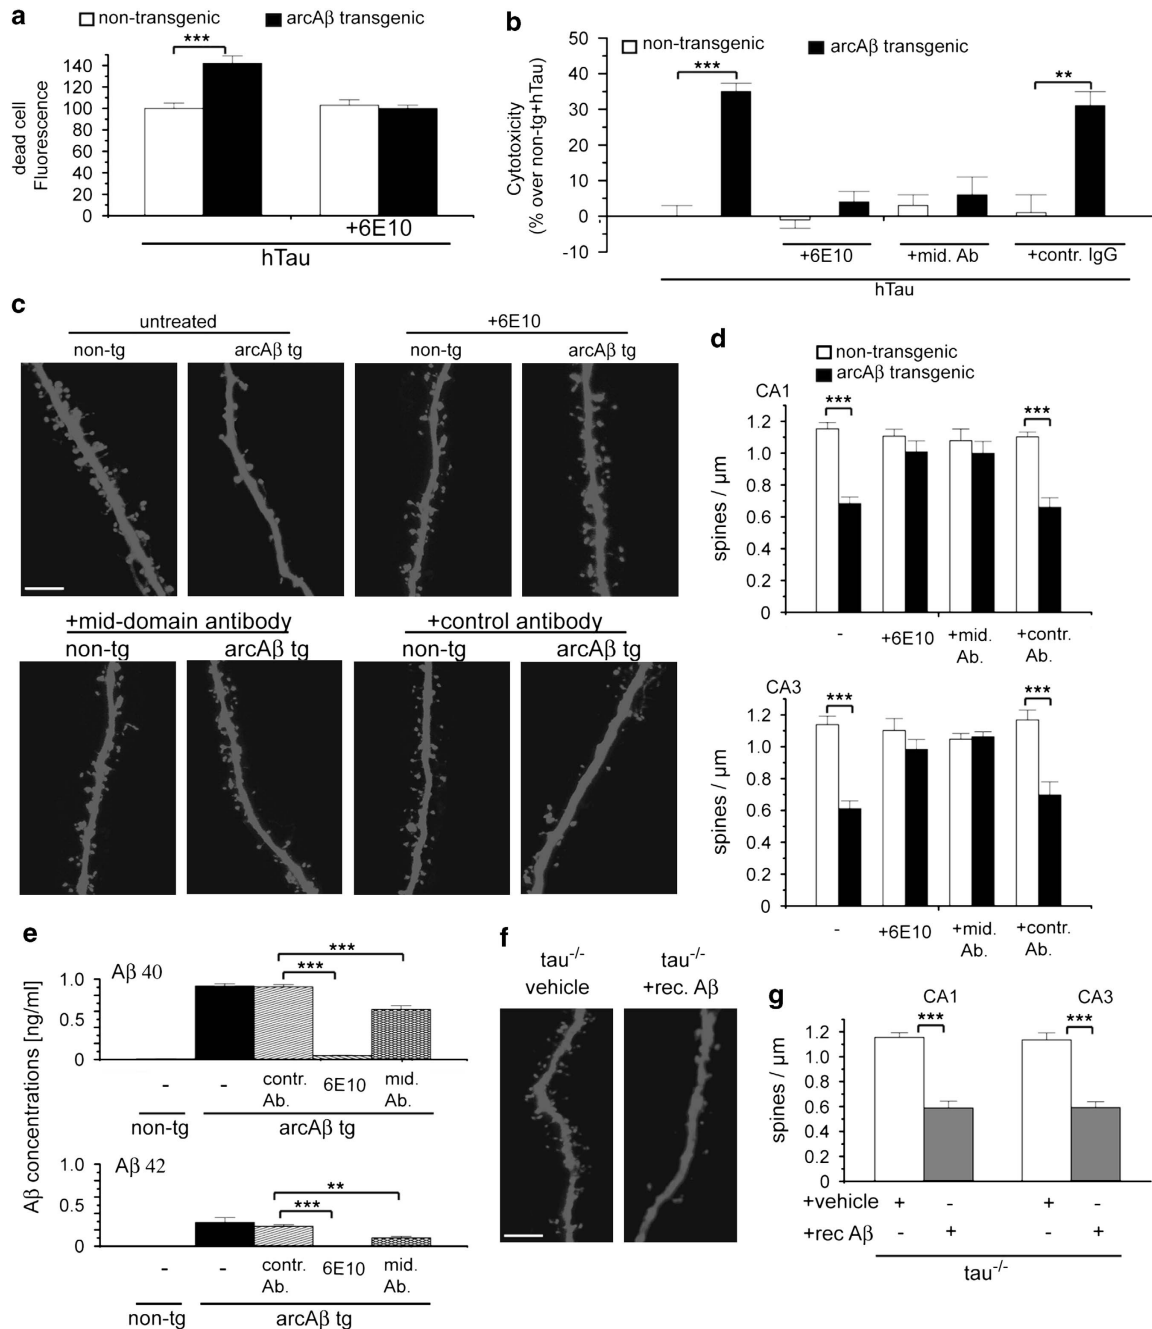 a
non-transgenic
arcAβ transgenic
***
140
120
100
80
60
40
20
0
dead cell
Fluorescence
+6E10
hTau
b
non-transgenic
arcAβ transgenic
***
**
50
40
30
20
10
0
-10
Cytotoxicity
(% over non-tg+hTau)
+6E10
+mid. Ab
+contr. IgG
hTau
c
untreated
+6E10
non-tg
arcAβ tg
non-tg
arcAβ tg
+mid-domain antibody
+control antibody
non-tg
arcAβ tg
non-tg
arcAβ tg
d
non-transgenic
arcAβ transgenic
CA1
***
***
1.2
1.0
0.8
0.6
0.4
0.2
0
spines / µm
-
+6E10
+mid.
Ab.
+contr.
Ab.
CA3
***
***
1.2
1.0
0.8
0.6
0.4
0.2
0
spines / µm
-
+6E10
+mid.
Ab.
+contr.
Ab.
e
Aβ concentrations [ng/ml]
Aβ 40
***
***
1.0
0.5
0
-
-
contr.
Ab.
6E10
mid.
Ab.
non-tg
arcAβ tg
Aβ 42
**
***
1.0
0.5
0
-
-
contr.
Ab.
6E10
mid.
Ab.
non-tg
arcAβ tg
f
tau-/-
vehicle
tau-/-
+rec. Aβ
g
CA1
CA3
***
***
1.2
1.0
0.8
0.6
0.4
0.2
0
spines / µm
+vehicle + - + -
+rec Aβ - + - +
tau-/-